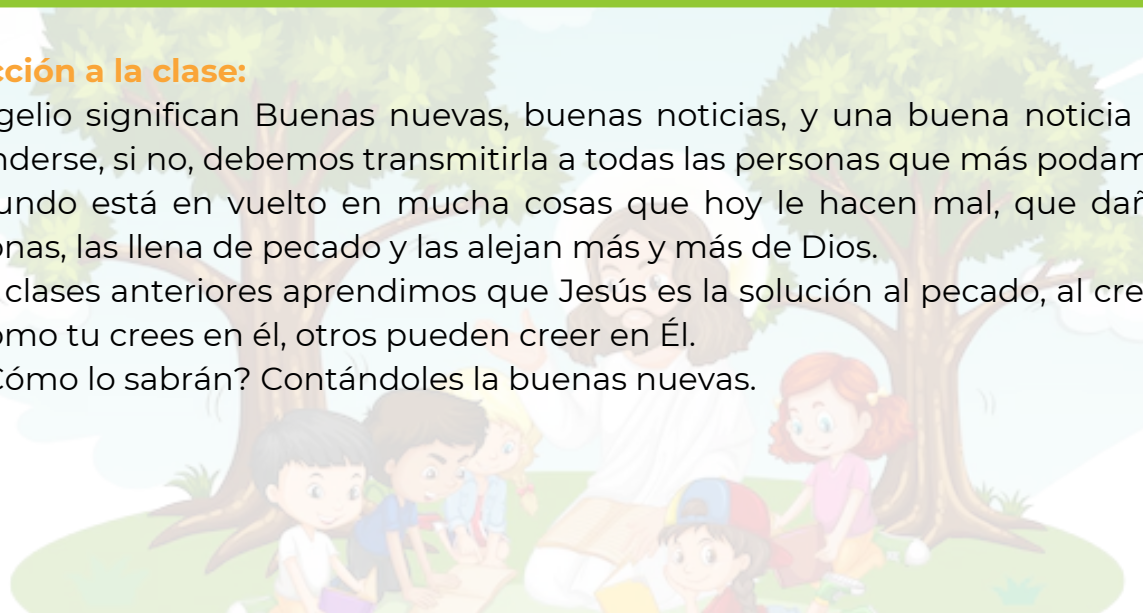 cción a la clase:
gelio significan Buenas nuevas, buenas noticias, y una buena noticia
nderse, si no, debemos transmitirla a todas las personas que más podam
undo está en vuelto en mucha cosas que hoy le hacen mal, que dañ
onas, las llena de pecado y las alejan más y más de Dios.
clases anteriores aprendimos que Jesús es la solución al pecado, al cre
omo tu crees en él, otros pueden creer en Él.
Cómo lo sabrán? Contándoles la buenas nuevas.